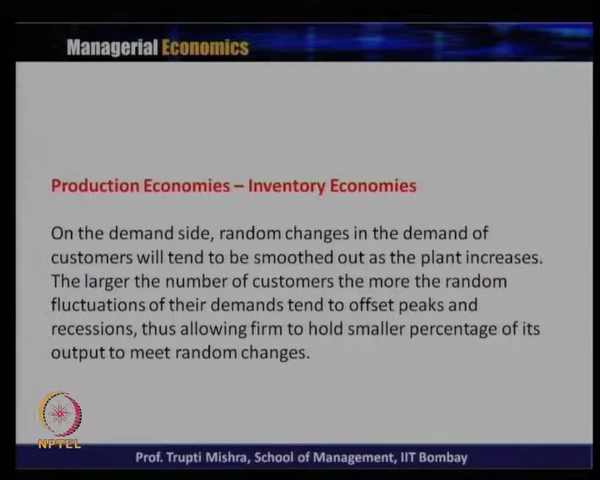 Managerial Economics
Production Economies – Inventory Economies
On the demand side, random changes in the demand of
customers will tend to be smoothed out as the plant increases.
The larger the number of customers the more the random
fluctuations of their demands tend to offset peaks and
recessions, thus allowing firm to hold smaller percentage of its
output to meet random changes.
NPTEL
Prof. Trupti Mishra, School of Management, IIT Bombay